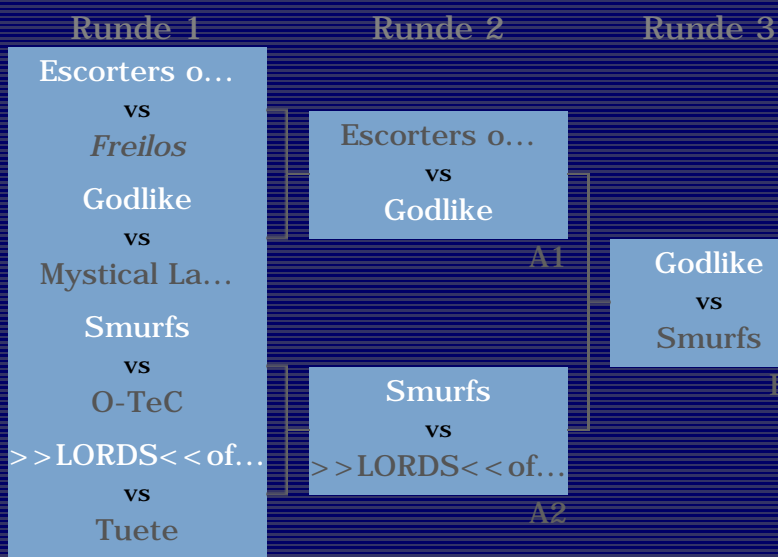 Runde 1
Escorters o...
vs
Freilos
Godlike
vs
Mystical La...
Smurfs
vs
O-TeC
>>LORDS<<of...
vs
Tuete
Runde 2
Escorters o...
vs
Godlike
A1
Smurfs
vs
>>LORDS<<of...
A2
Runde 3
Godlike
vs
Smurfs